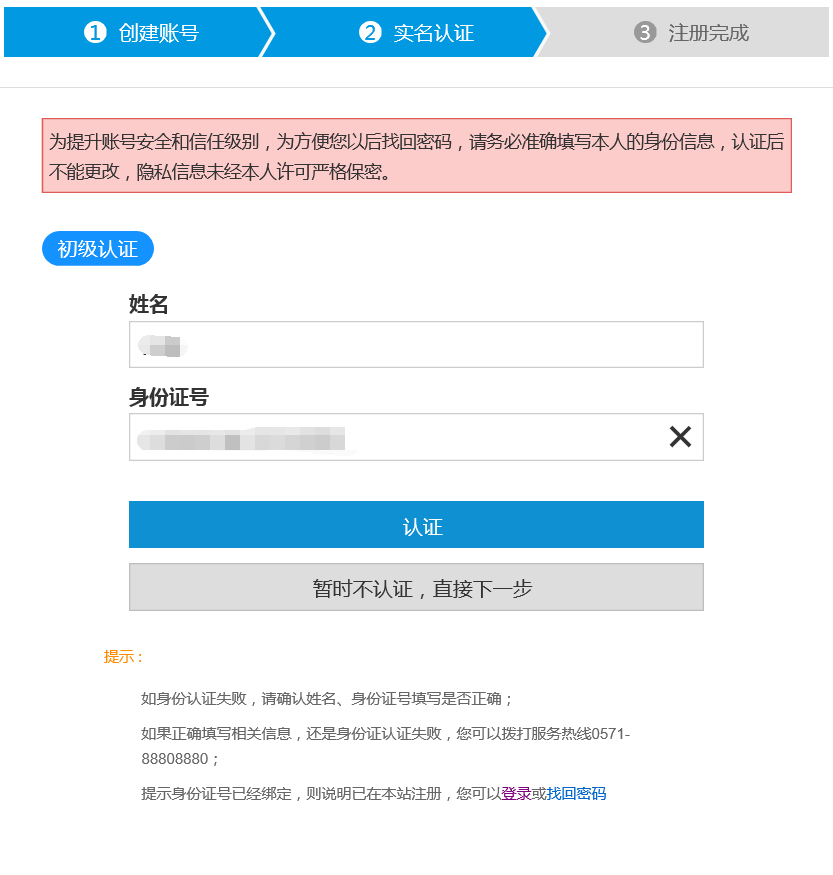 1 创建账号
2 实名认证
3 注册完成
为提升账号安全和信任级别，为方便您以后找回密码，请务必准确填写本人的身份信息，认证后
不能更改，隐私信息未经本人许可严格保密。
初级认证
姓名
身份证号
认证
暂时不认证，直接下一步
提示：
如身份认证失败，请确认姓名、身份证号填写是否正确；
如果正确填写相关信息，还是身份证认证失败，您可以拨打服务热线0571-
88808880；
提示身份证号已经绑定，则说明已在本站注册，您可以登录或找回密码